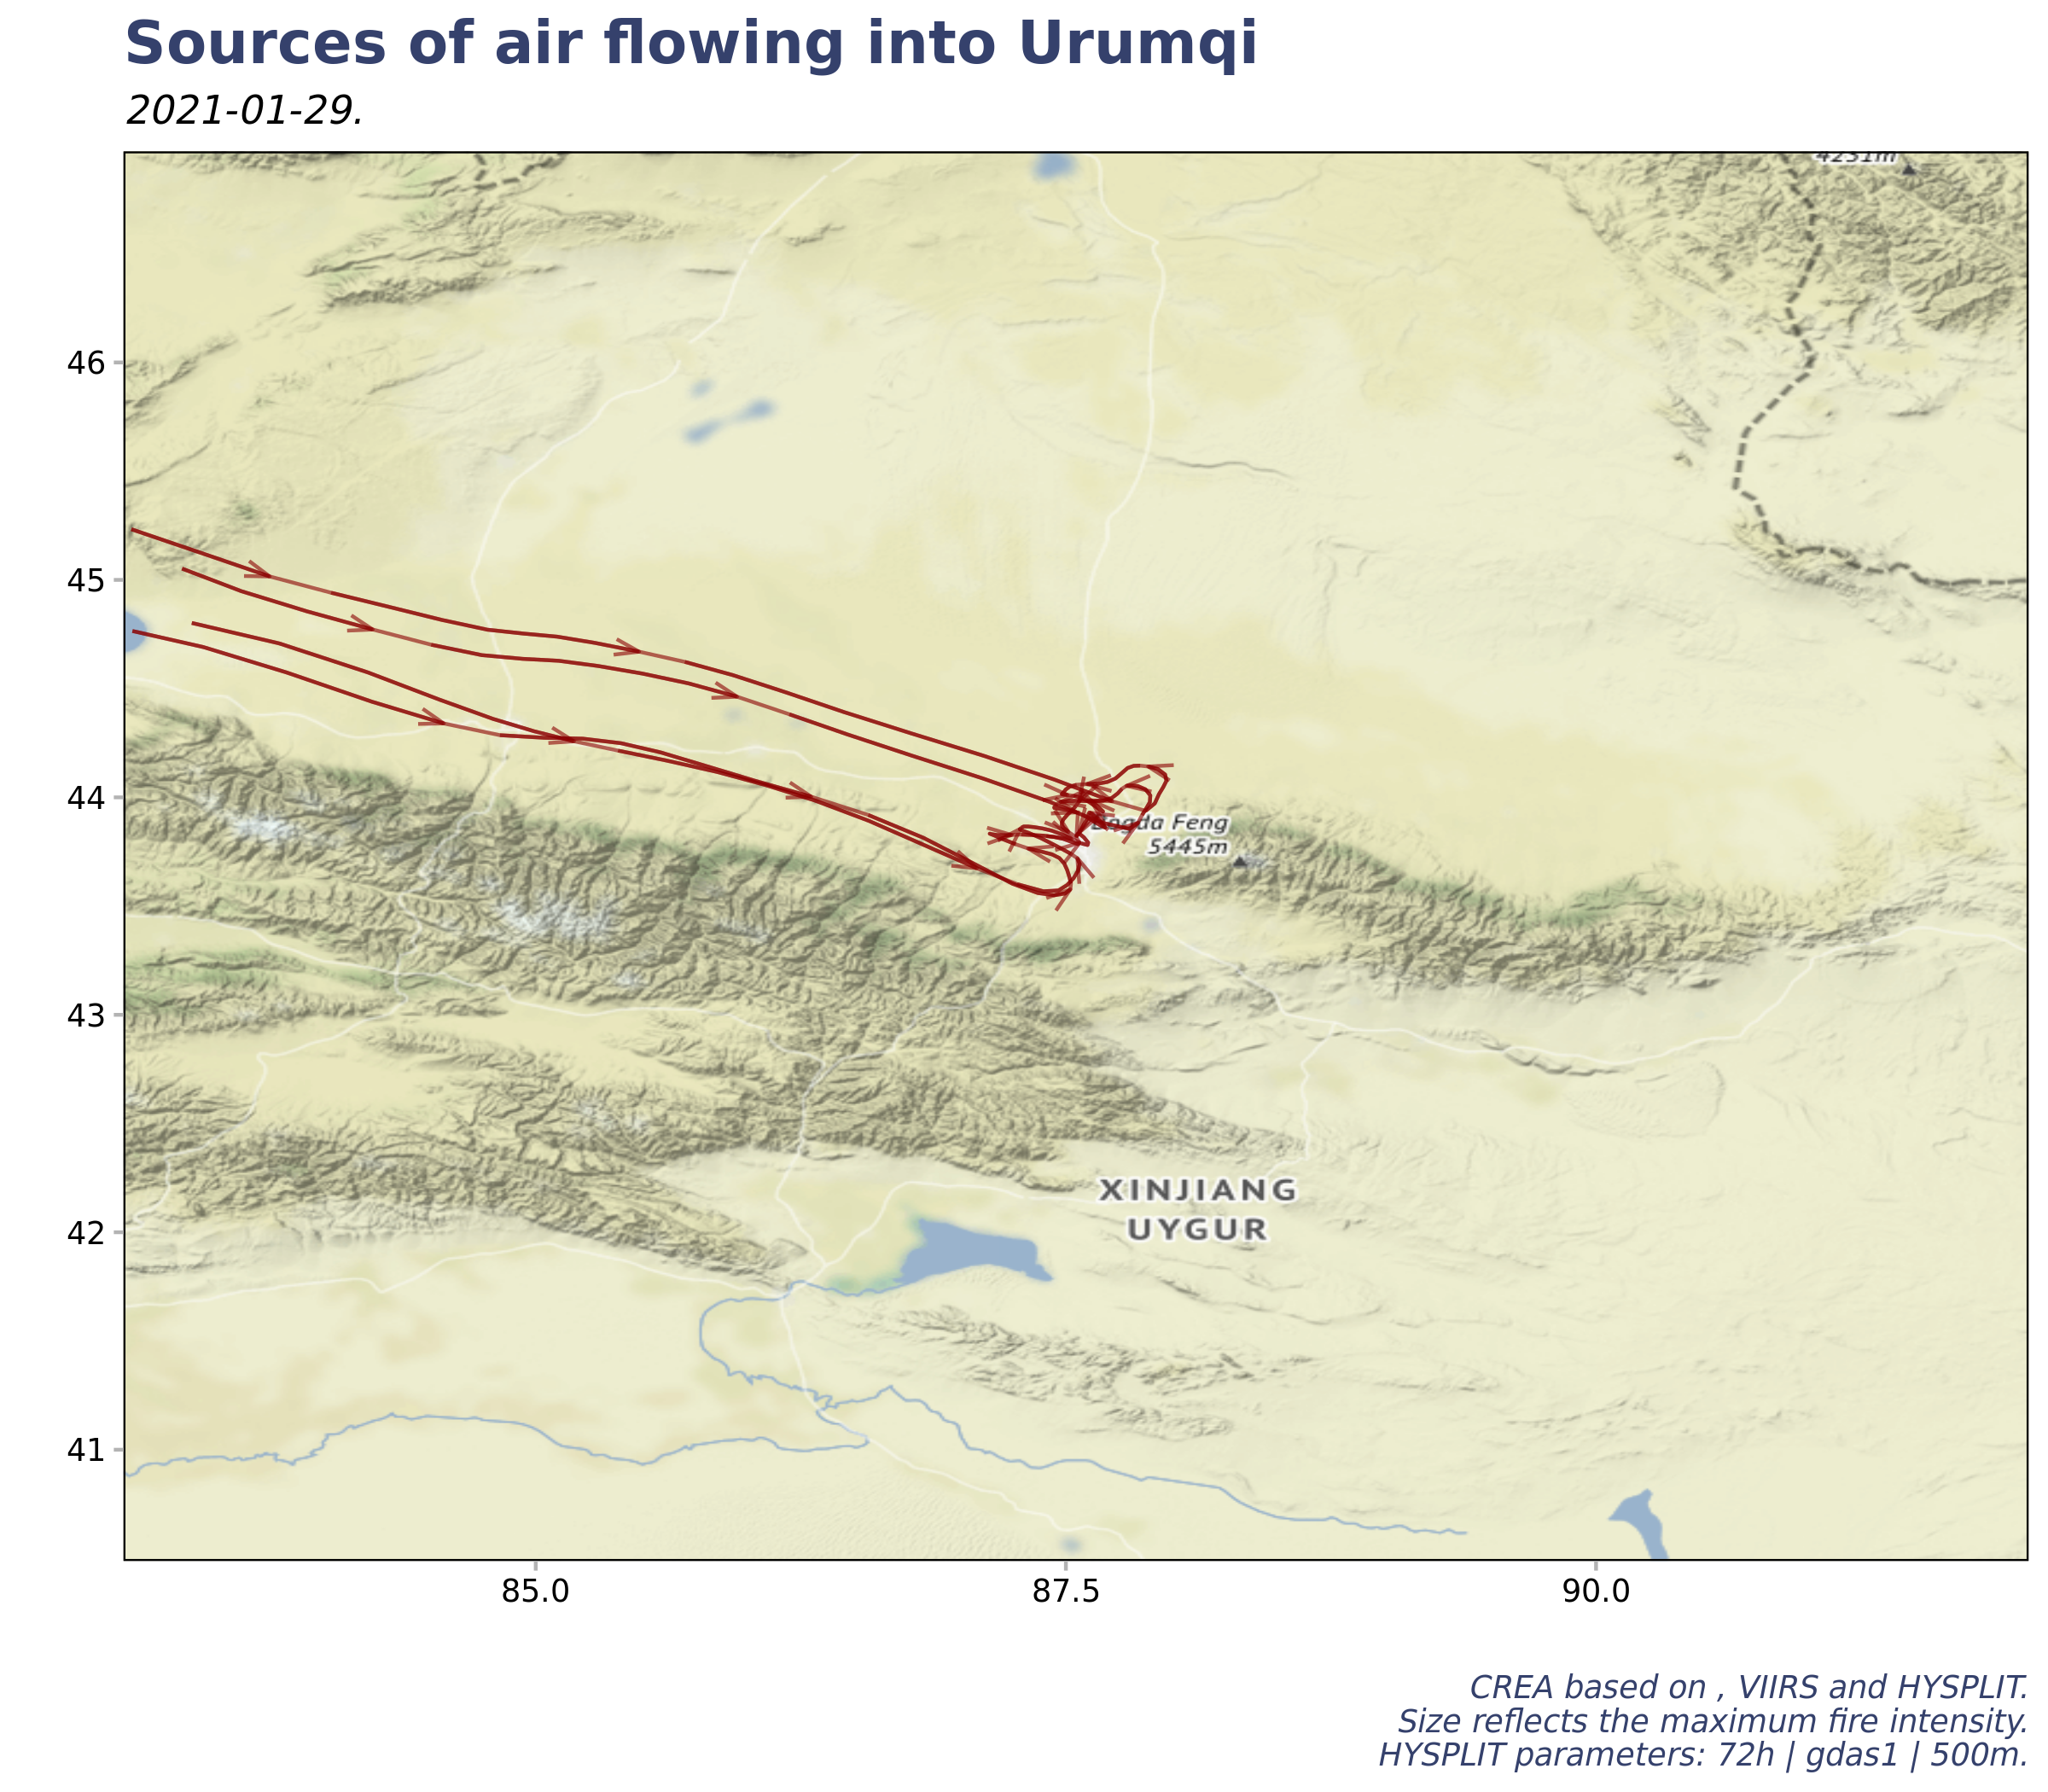 Sources of air flowing into Urumqi
2021-01-29.
4231m
46
45
44
43
42
41
Bogda Feng
5445m
XINJIANG
UYGUR
85.0
87.5
90.0
CREA based on , VIIRS and HYSPLIT.
Size reflects the maximum fire intensity.
HYSPLIT parameters: 72h | gdas1 | 500m.